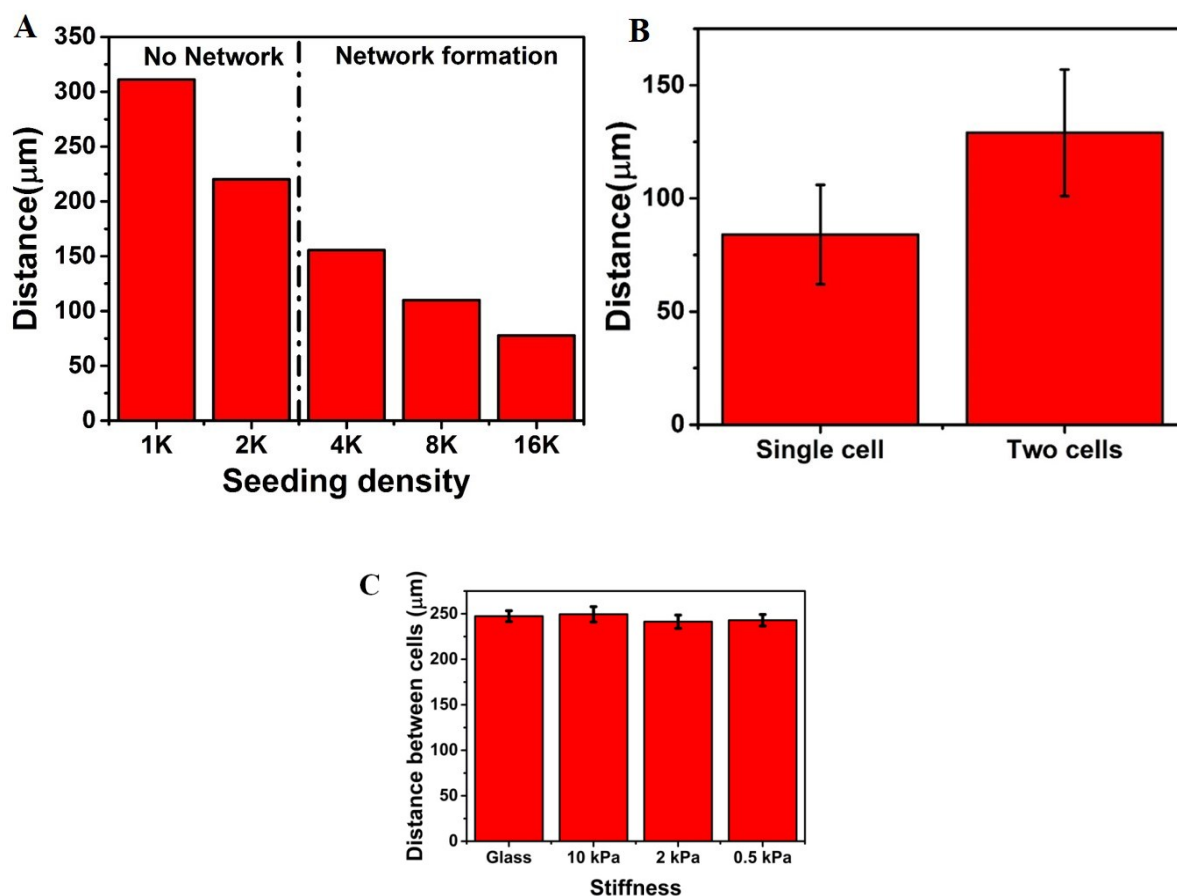 A
No Network
Network formation
Distance(μm)
350
300
250
200
150
100
50
0
1K 2K 4K 8K 16K
Seeding density
B
Distance(μm)
150
100
50
0
Single cell Two cells
C
Distance between cells (μm)
250
200
150
100
50
0
Glass 10 kPa 2 kPa 0.5 kPa
Stiffness